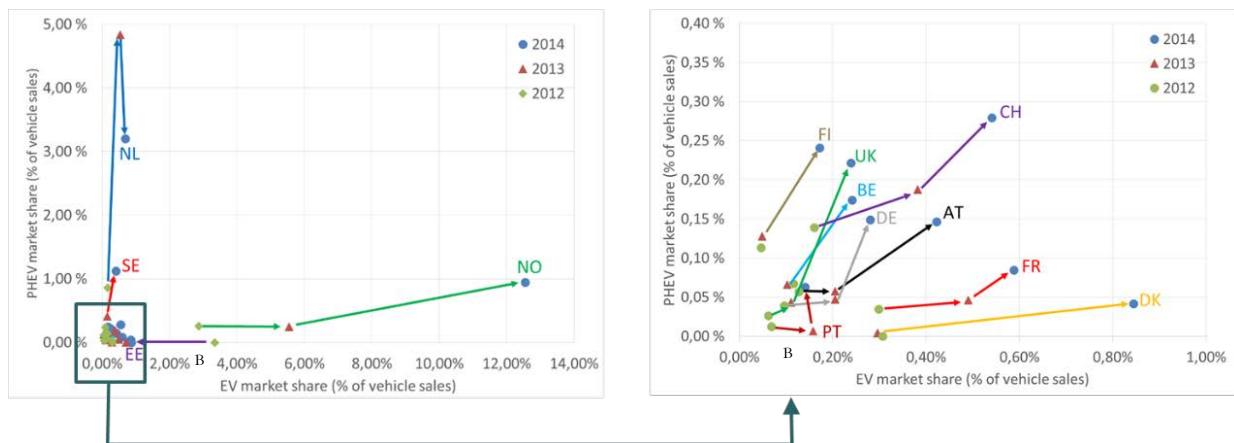 5,00 %
4,00 %
3,00 %
2,00 %
1,00 %
0,00 %
PHEV market share (% of vehicle sales)
2014
2013
2012
NL
SE
NO
EE
0,00% 2,00% 4,00% 6,00% 8,00% 10,00% 12,00% 14,00%
B
EV market share (% of vehicle sales)
0,40 %
0,35 %
0,30 %
0,25 %
0,20 %
0,15 %
0,10 %
0,05 %
0,00 %
PHEV market share (% of vehicle sales)
2014
2013
2012
FI
UK
CH
BE
DE
AT
FR
DK
PT
0,00% 0,20% 0,40% 0,60% 0,80% 1,00%
B
EV market share (% of vehicle sales)